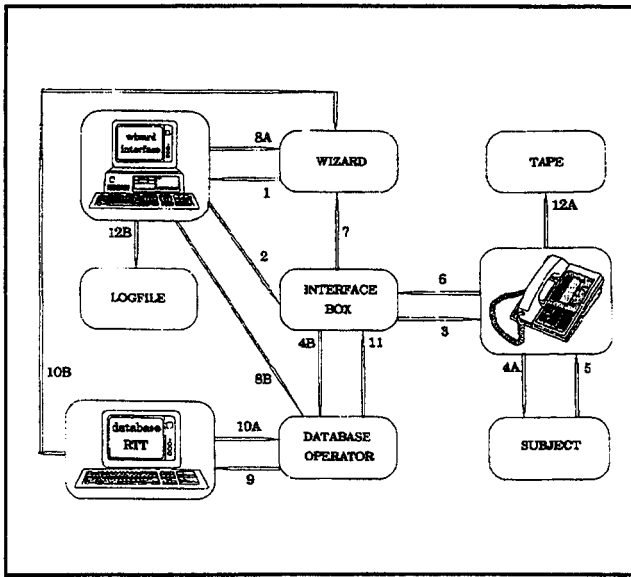 wizard
interface
8A
WIZARD
TAPE
1
12A
12B
2
7
LOGFILE
INTERFACE
BOX
6
3
4B
11
4A
5
10B
8B
database
RTT
10A
DATABASE
OPERATOR
SUBJECT
9